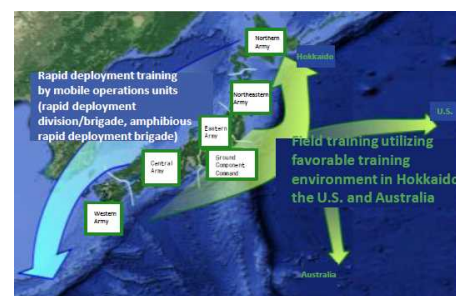 Northern
Army
Hokkaido
Rapid deployment training
by mobile operations units
(rapid deployment
division/brigade, amphibious
rapid deployment brigade)
Northeastern
Army
U.S.
Eastern
Army
Field training utilizing
favorable training
environment in Hokkaido
the U.S. and Australia
Ground
Component
Command
Central
Army
Western
Army
Australia